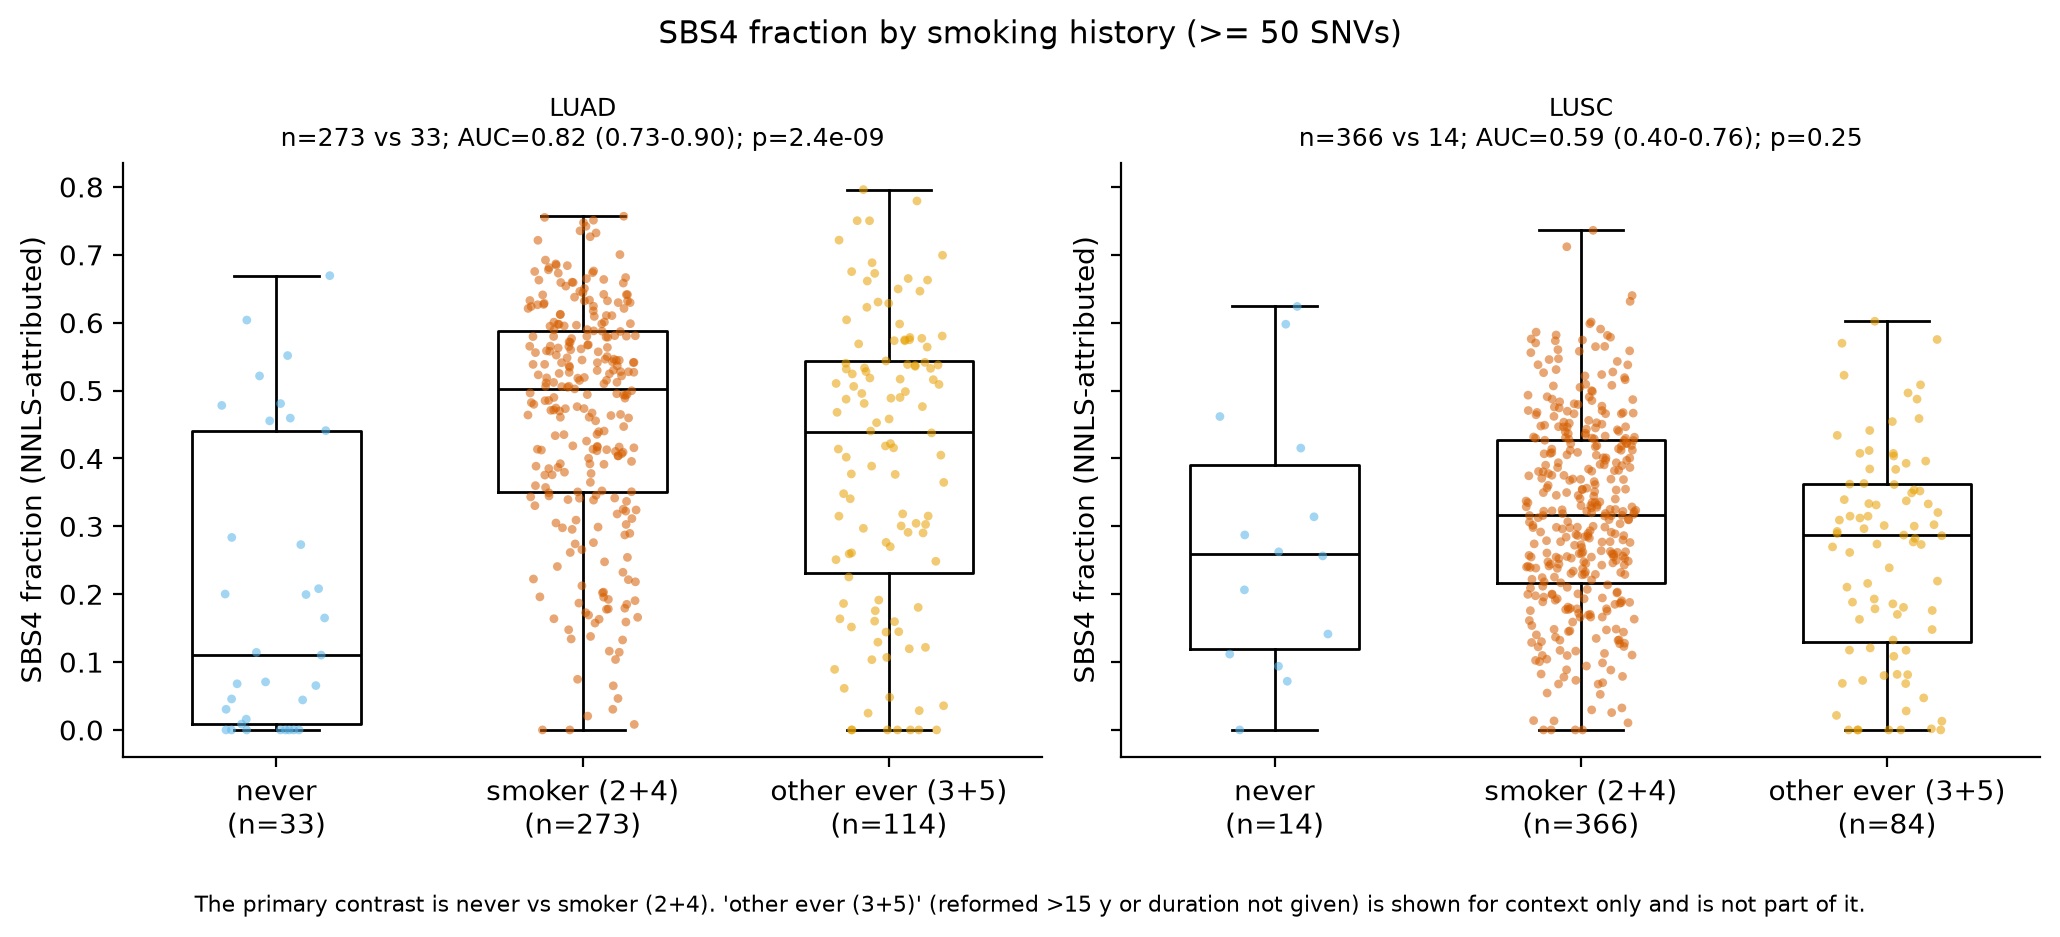 SBS4 fraction by smoking history (>= 50 SNVs)
LUAD
n=273 vs 33; AUC=0.82 (0.73-0.90); p=2.4e-09
SBS4 fraction (NNLS-attributed)
0.8
0.7
0.6
0.5
0.4
0.3
0.2
0.1
0.0
never
(n=33)
smoker (2+4)
(n=273)
other ever (3+5)
(n=114)
LUSC
n=366 vs 14; AUC=0.59 (0.40-0.76); p=0.25
SBS4 fraction (NNLS-attributed)
never
(n=14)
smoker (2+4)
(n=366)
other ever (3+5)
(n=84)
The primary contrast is never vs smoker (2+4). 'other ever (3+5)' (reformed >15 y or duration not given) is shown for context only and is not part of it.